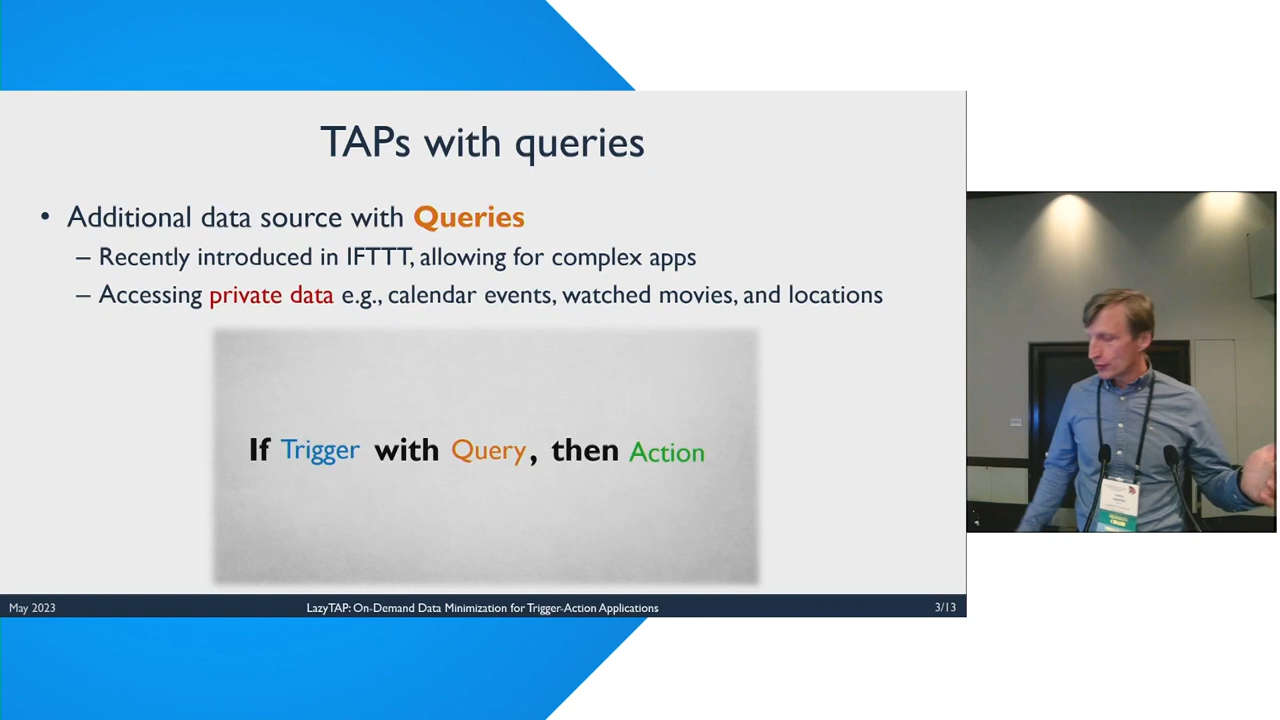 TAPs with queries
• Additional data source with Queries
– Recently introduced in IFTTT, allowing for complex apps
– Accessing private data e.g., calendar events, watched movies, and locations
If Trigger with Query, then Action
May 2023
LazyTAP: On-Demand Data Minimization for Trigger-Action Applications
3/13